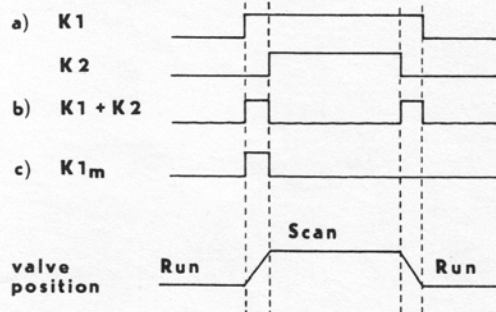 a) K1
K2
b) K1 + K2
c) K1m
Scan
valve position Run Run